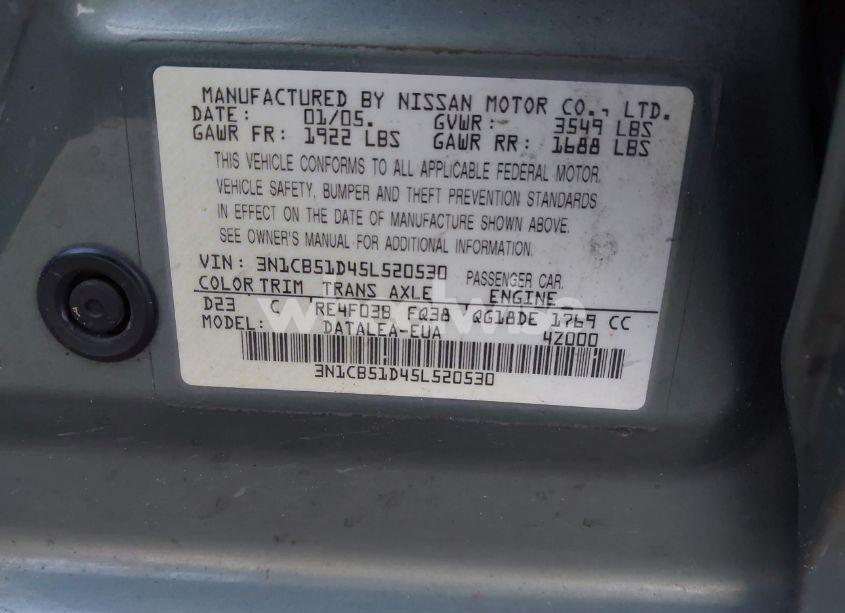 MANUFACTURED BY NISSAN MOTOR CO., LTD.
DATE: 01/05. GVWR: 3549 LBS
GAWR FR: 1922 LBS GAWR RR: 1688 LBS
THIS VEHICLE CONFORMS TO ALL APPLICABLE FEDERAL MOTOR
VEHICLE SAFETY, BUMPER AND THEFT PREVENTION STANDARDS
IN EFFECT ON THE DATE OF MANUFACTURE SHOWN ABOVE.
SEE OWNER'S MANUAL FOR ADDITIONAL INFORMATION.
VIN: 3N1CB51D45L520530 PASSENGER CAR.
COLOR TRIM TRANS AXLE ENGINE
D23 C RE4F03B FQ38 QG18DE 1769 CC
MODEL: DATALEA-EUA 42000
3N1CB51D45L520530